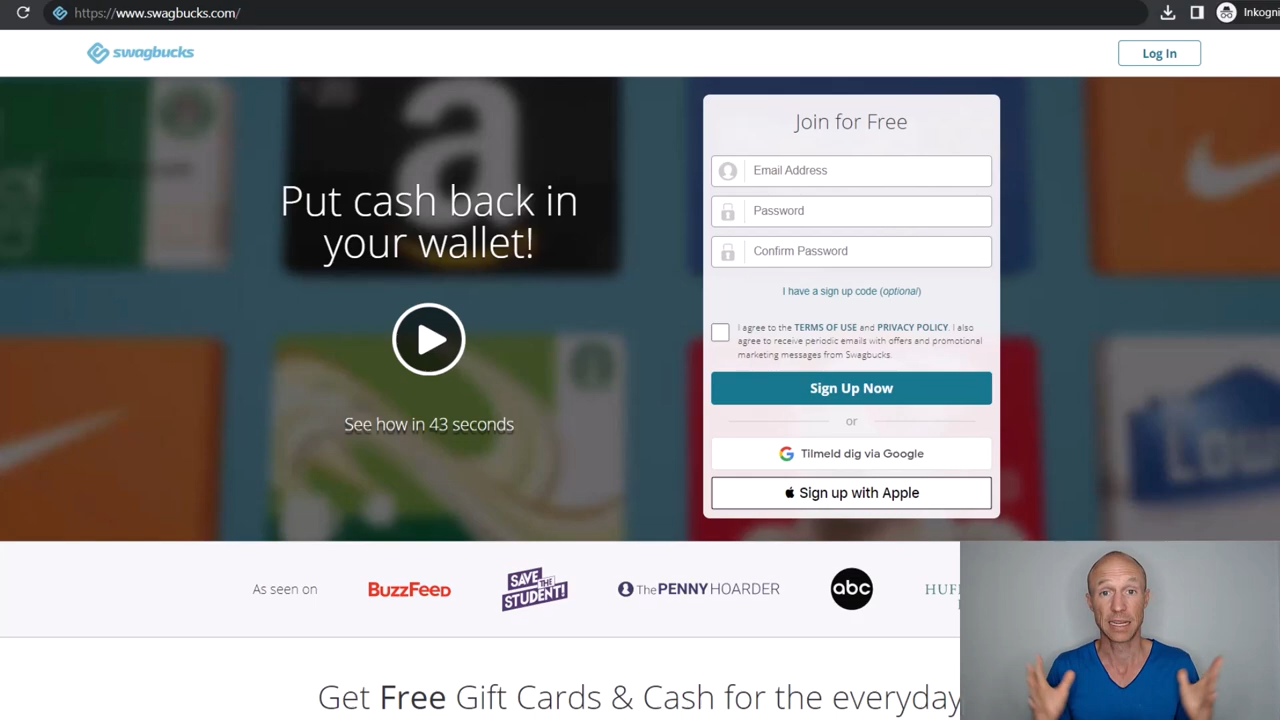 https://www.swagbucks.com/
Inkogni
swagbucks
Log In
Put cash back in
your wallet!
See how in 43 seconds
Join for Free
Email Address
Password
Confirm Password
I have a sign up code (optional)
I agree to the TERMS OF USE and PRIVACY POLICY. I also
agree to receive periodic emails with offers and promotional
marketing messages from Swagbucks.
Sign Up Now
or
Tilmeld dig via Google
Sign up with Apple
As seen on
BuzzFeed
SAVE
THE
STUDENT!
The PENNY HOARDER
abc
HUFF
Get Free Gift Cards & Cash for the everyday